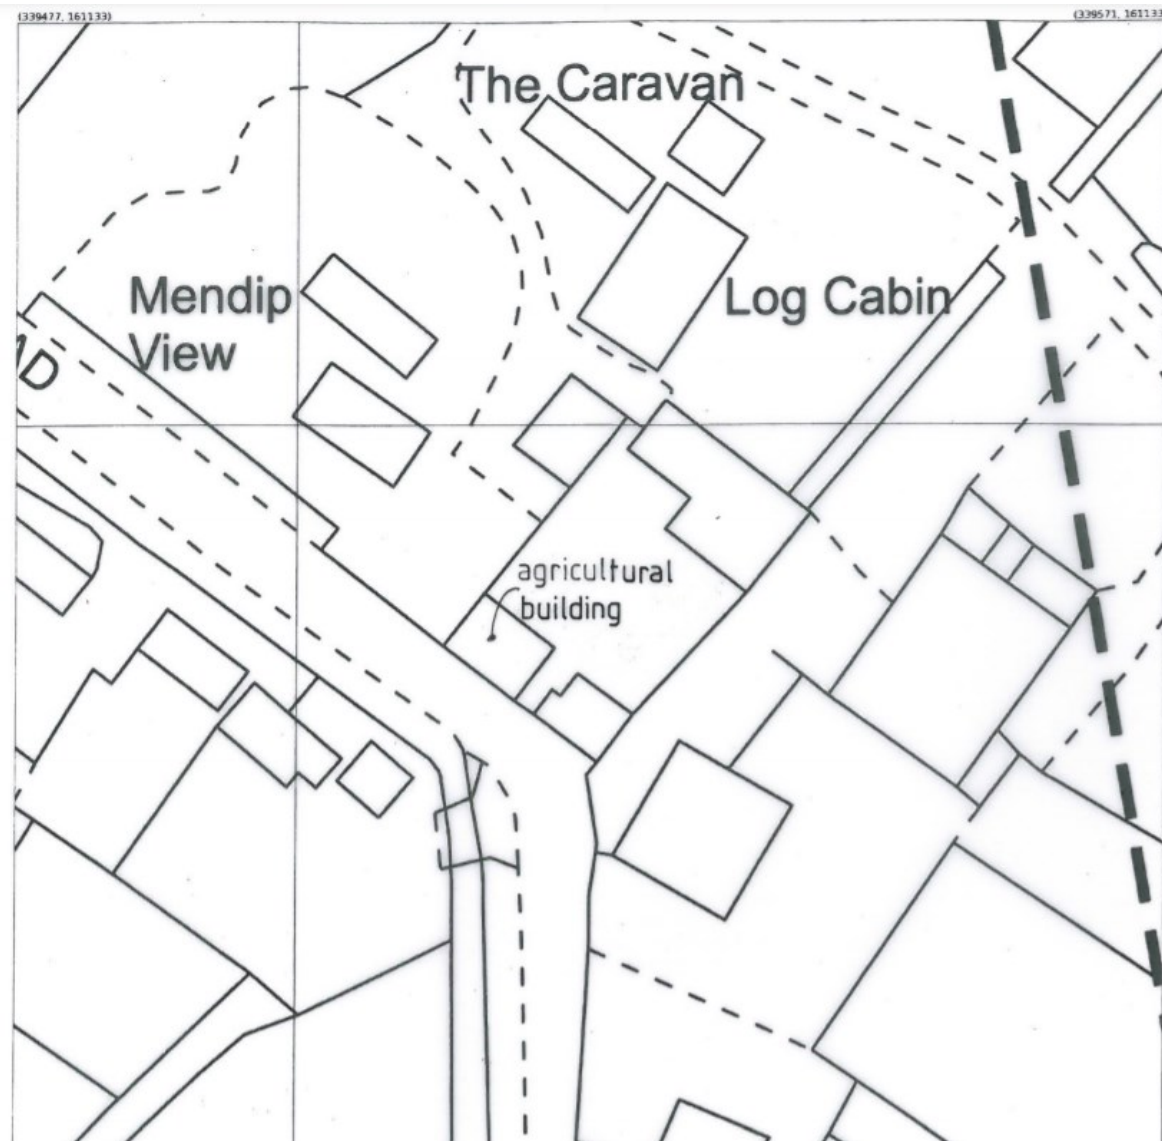 (339477, 161133)
(339571, 161133
The Caravan
Mendip
View
Log Cabin
agricultural
building